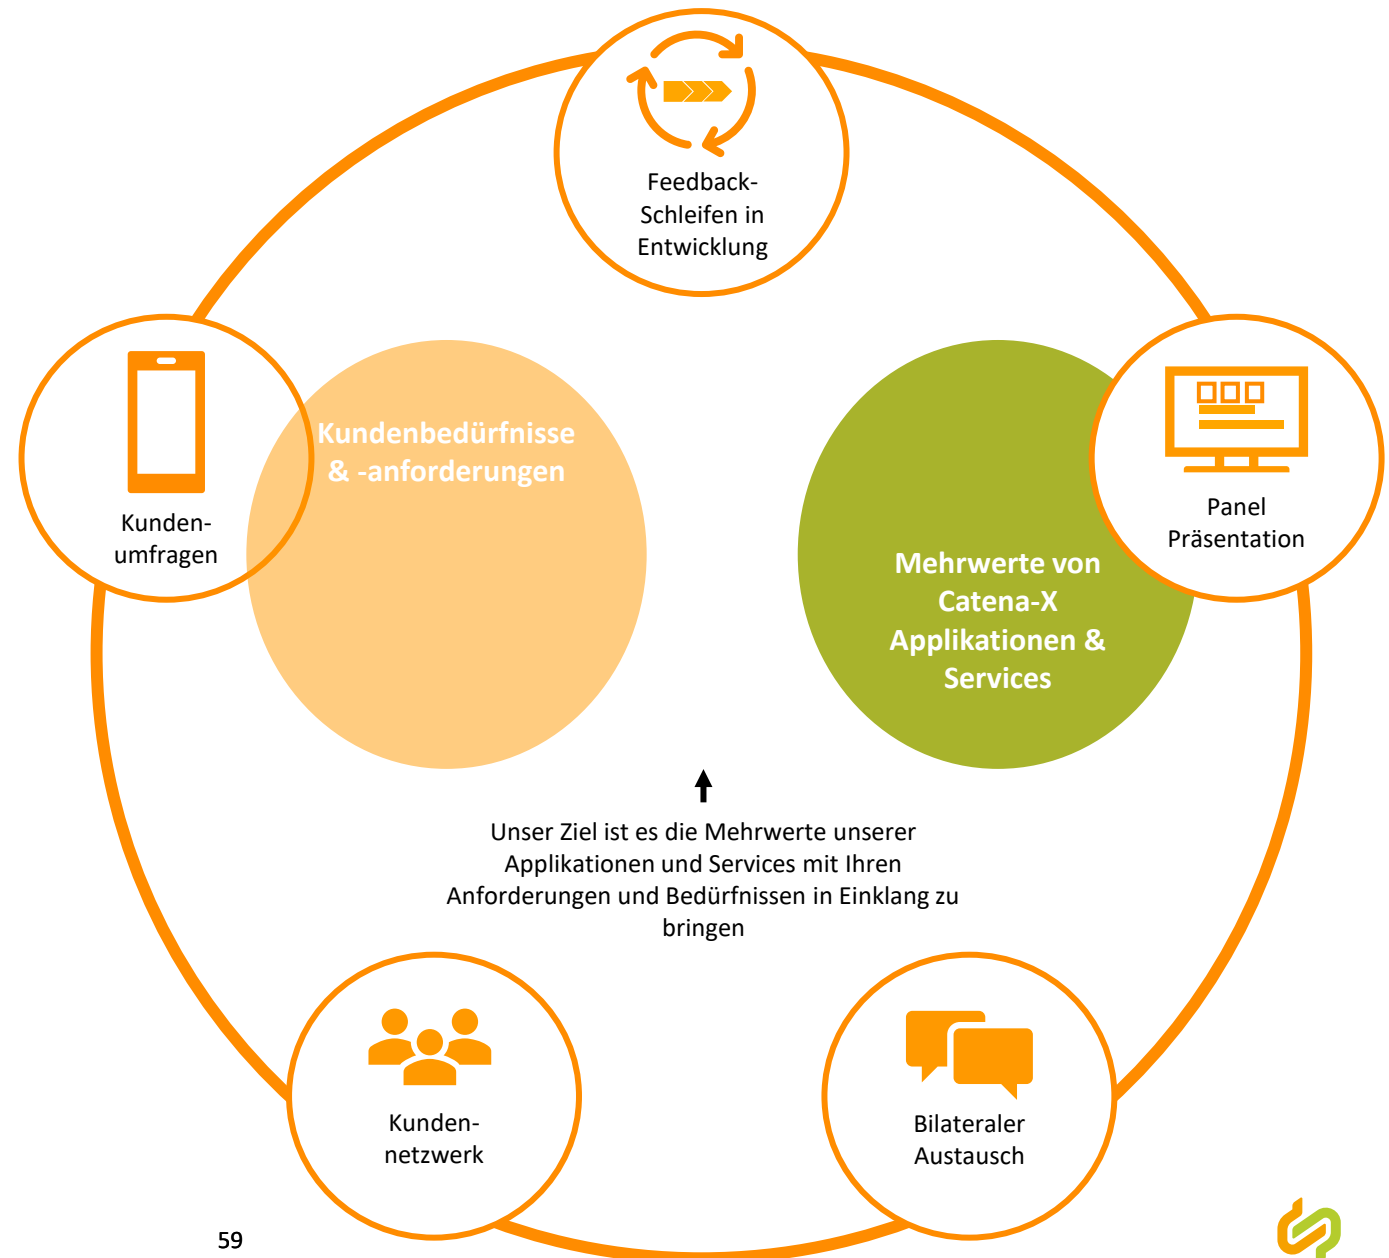 Feedback-
Schleifen in
Entwicklung
Kundenbedürfnisse
& -anforderungen
Kunden-
umfragen
Panel
Präsentation
Mehrwerte von
Catena-X
Applikationen &
Services
Unser Ziel ist es die Mehrwerte unserer
Applikationen und Services mit Ihren
Anforderungen und Bedürfnissen in Einklang zu
bringen
Kunden-
netzwerk
Bilateraler
Austausch
59